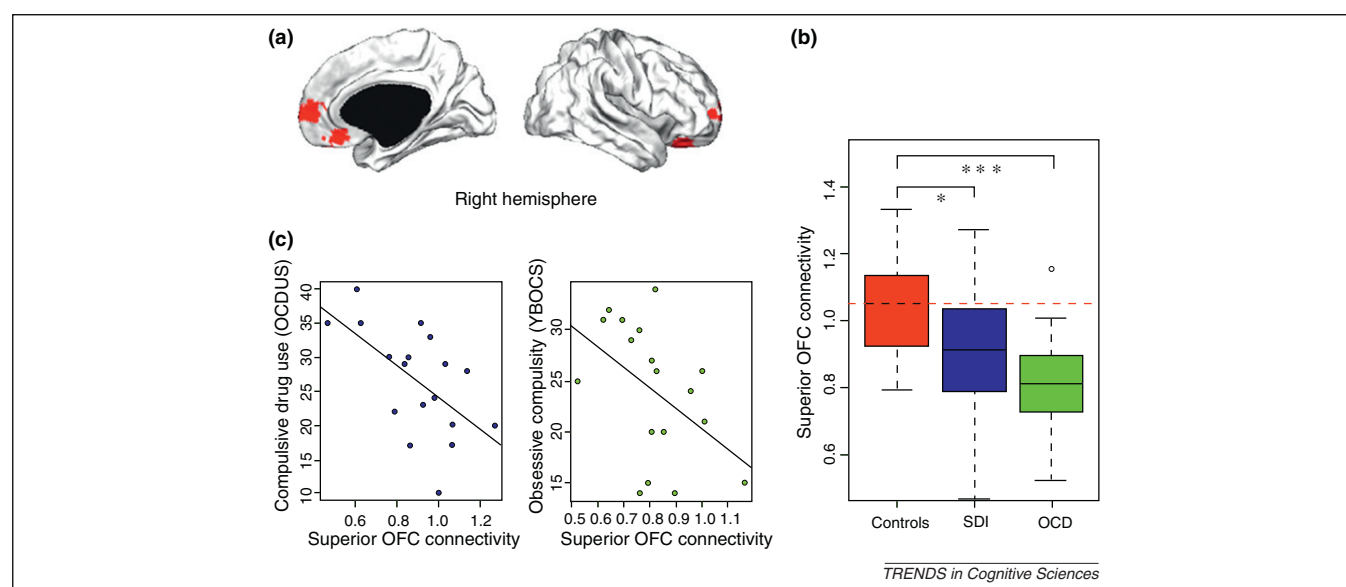 (a)
(b)
Right hemisphere
(c)
Compulsive drug use (OCDUS)
40
35
30
25
20
15
10
0.6 0.8 1.0 1.2
Superior OFC connectivity
Obsessive compulsity (YBOCS)
30
25
20
15
0.5 0.6 0.7 0.8 0.9 1.0 1.1
Superior OFC connectivity
Superior OFC connectivity
1.4
1.2
1.0
0.8
0.6
***
*
Controls SDI OCD
TRENDS in Cognitive Sciences